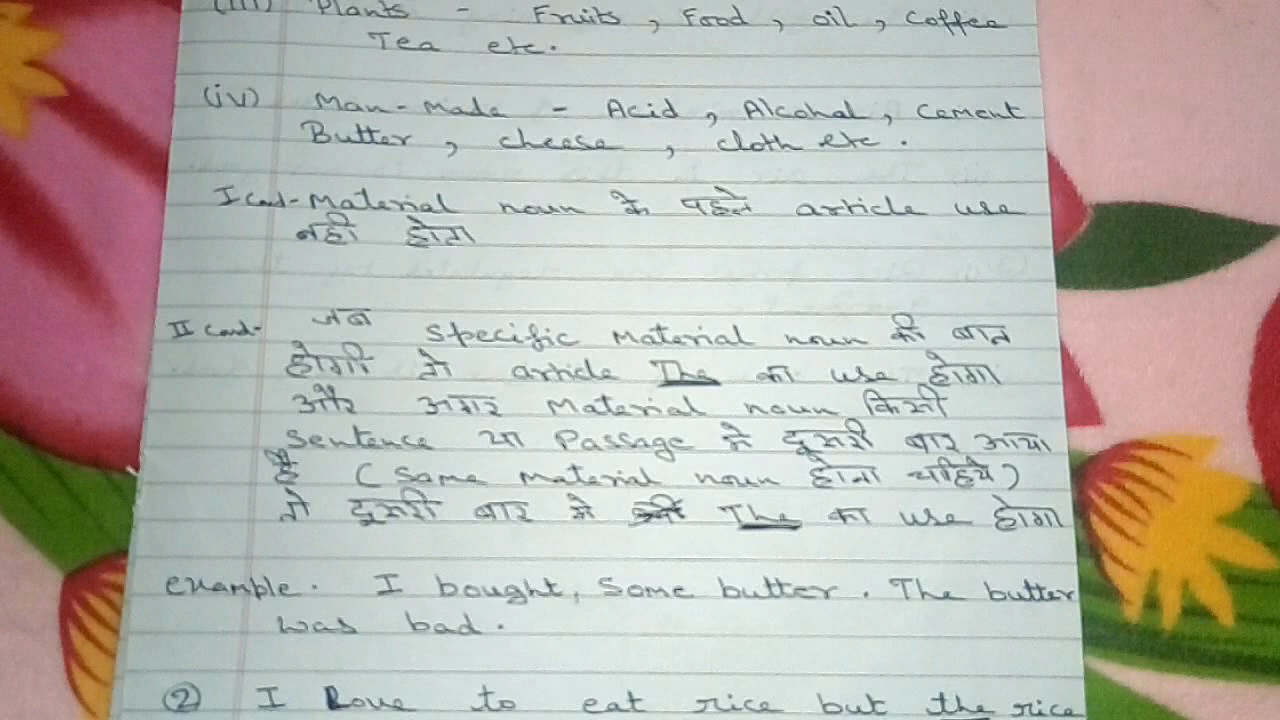 (iii) Plants - Fruits, Food, oil, Coffee
Tea etc.
(iv) Man-Made - Acid, Alcohal, Cement
Butter, cheese, cloth etc.
I Cond- Material noun के पहले article use
नही होगा
II Cond- जब specific Material noun की बात
होगी तो article The का use होगा
और अगर Material noun किसी
Sentence या Passage में दूसरी बार आया
है (Same material noun होना चाहिये)
तो दूसरी बार में The का use होगा
example. I bought, Some butter. The butter
was bad.
(2) I Love to eat rice but the rice